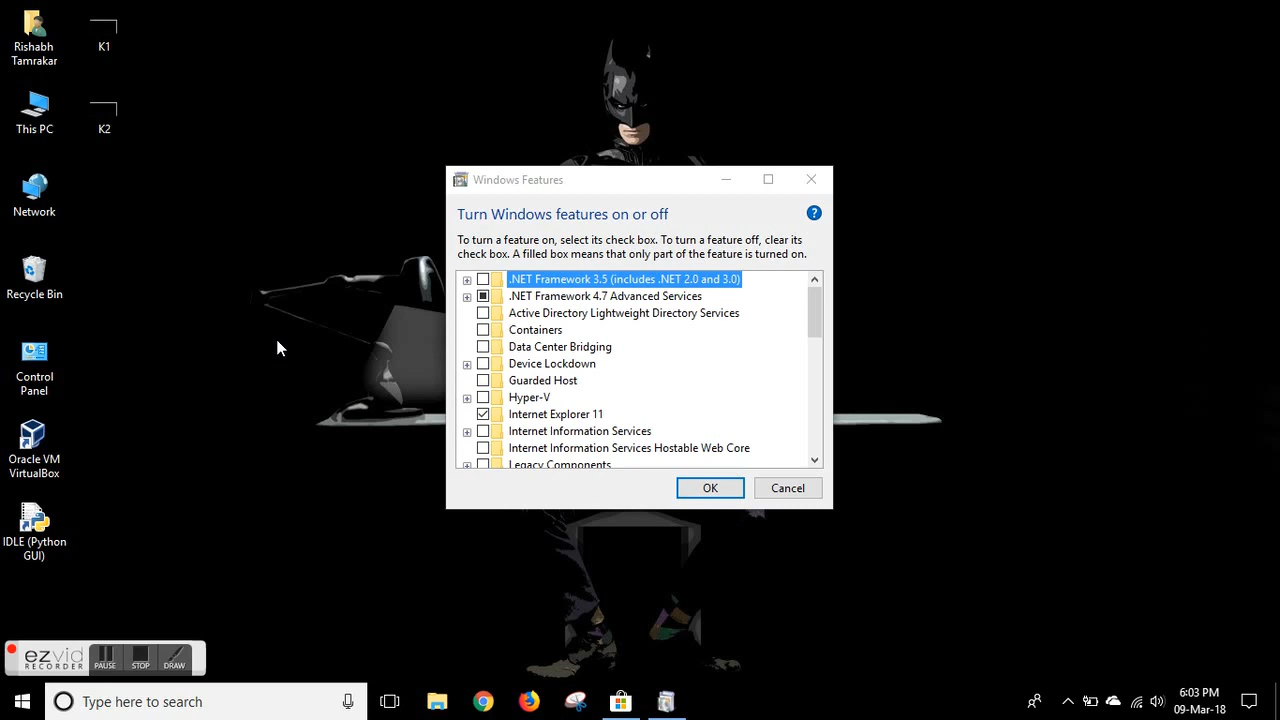 Rishabh
Tamrakar
K1
This PC
K2
Network
Recycle Bin
Control
Panel
Oracle VM
VirtualBox
IDLE (Python
GUI)
Windows Features
Turn Windows features on or off
?
To turn a feature on, select its check box. To turn a feature off, clear its
check box. A filled box means that only part of the feature is turned on.
.NET Framework 3.5 (includes .NET 2.0 and 3.0)
.NET Framework 4.7 Advanced Services
Active Directory Lightweight Directory Services
Containers
Data Center Bridging
Device Lockdown
Guarded Host
Hyper-V
Internet Explorer 11
Internet Information Services
Internet Information Services Hostable Web Core
Legacy Components
OK
Cancel
ezvid
RECORDER
PAUSE
STOP
DRAW
Type here to search
6:03 PM
09-Mar-18